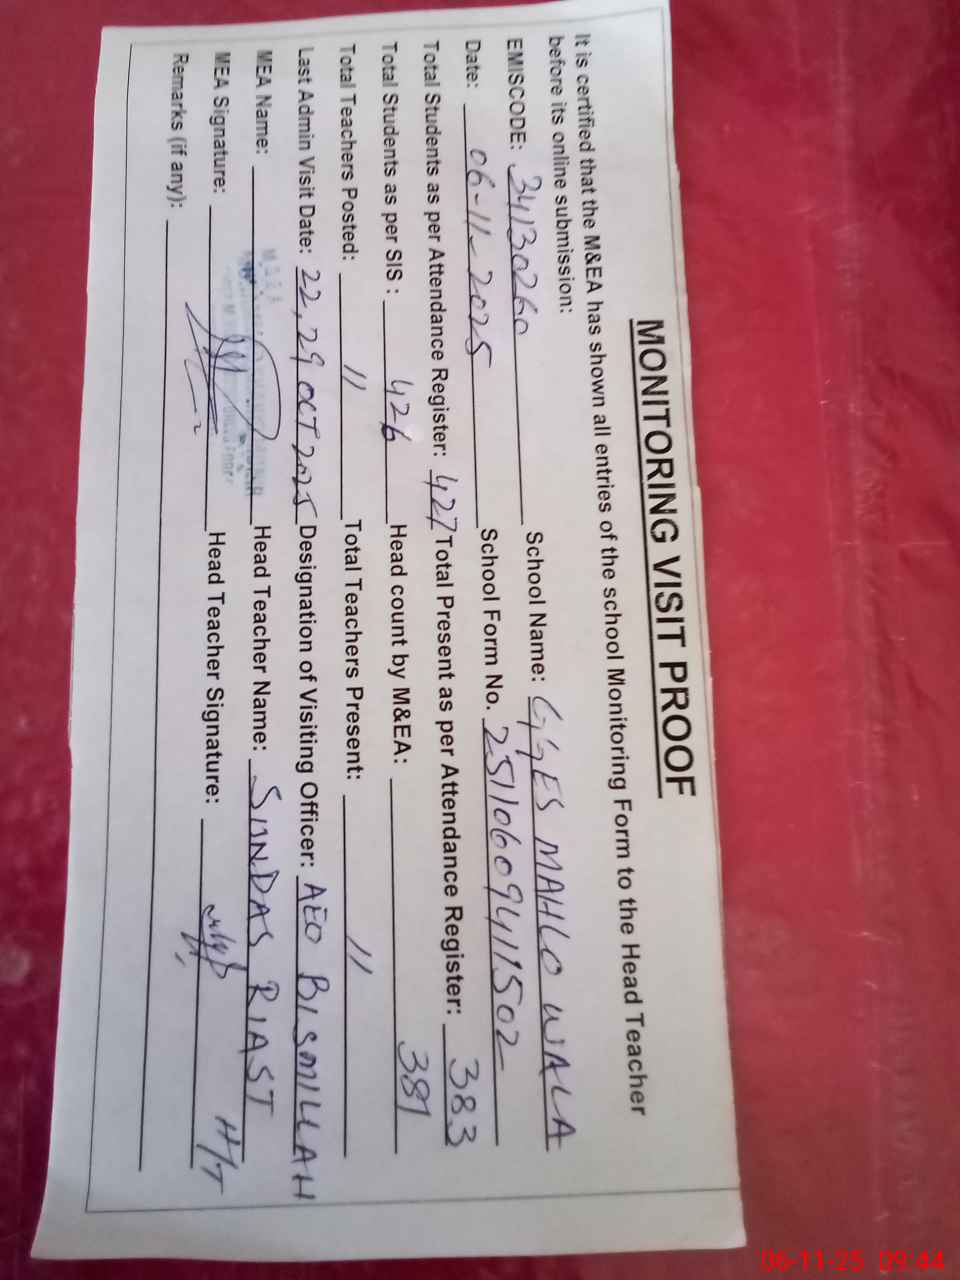 MONITORING VISIT PROOF
It is certified that the M&EA has shown all entries of the school Monitoring Form to the Head Teacher
before its online submission:
EMISCODE: 34130260 School Name: GGES MAHLO WALA
Date: 06-11-2025 School Form No. 251106094111502
Total Students as per Attendance Register: 427 Total Present as per Attendance Register: 383
Total Students as per SIS : 426 Head count by M&EA: 381
Total Teachers Posted: 11 Total Teachers Present: 11
Last Admin Visit Date: 22, 29 OCT 2025 Designation of Visiting Officer: AEO BISMILLAH
MEA Name: Head Teacher Name: SUNDAS RIAST
MEA Signature: Head Teacher Signature: H/T
Remarks (if any):
06-11-25 09:44